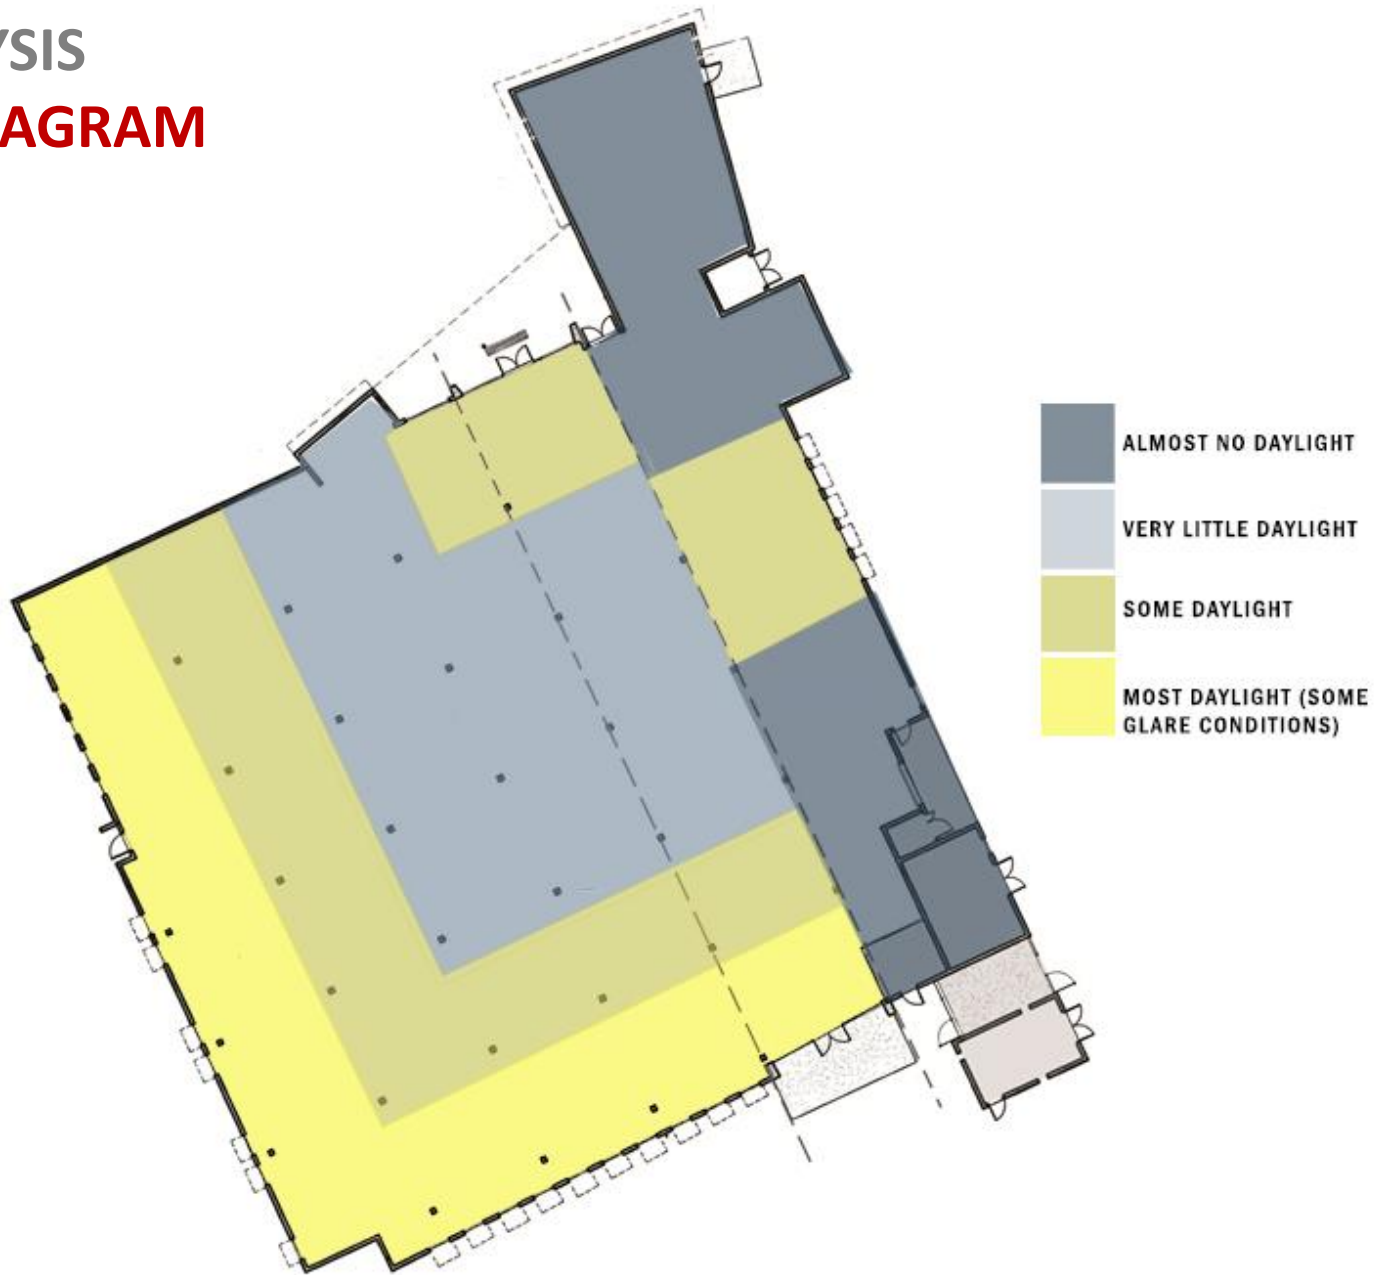 YSIS
AGRAM
ALMOST NO DAYLIGHT
VERY LITTLE DAYLIGHT
SOME DAYLIGHT
MOST DAYLIGHT (SOME
GLARE CONDITIONS)